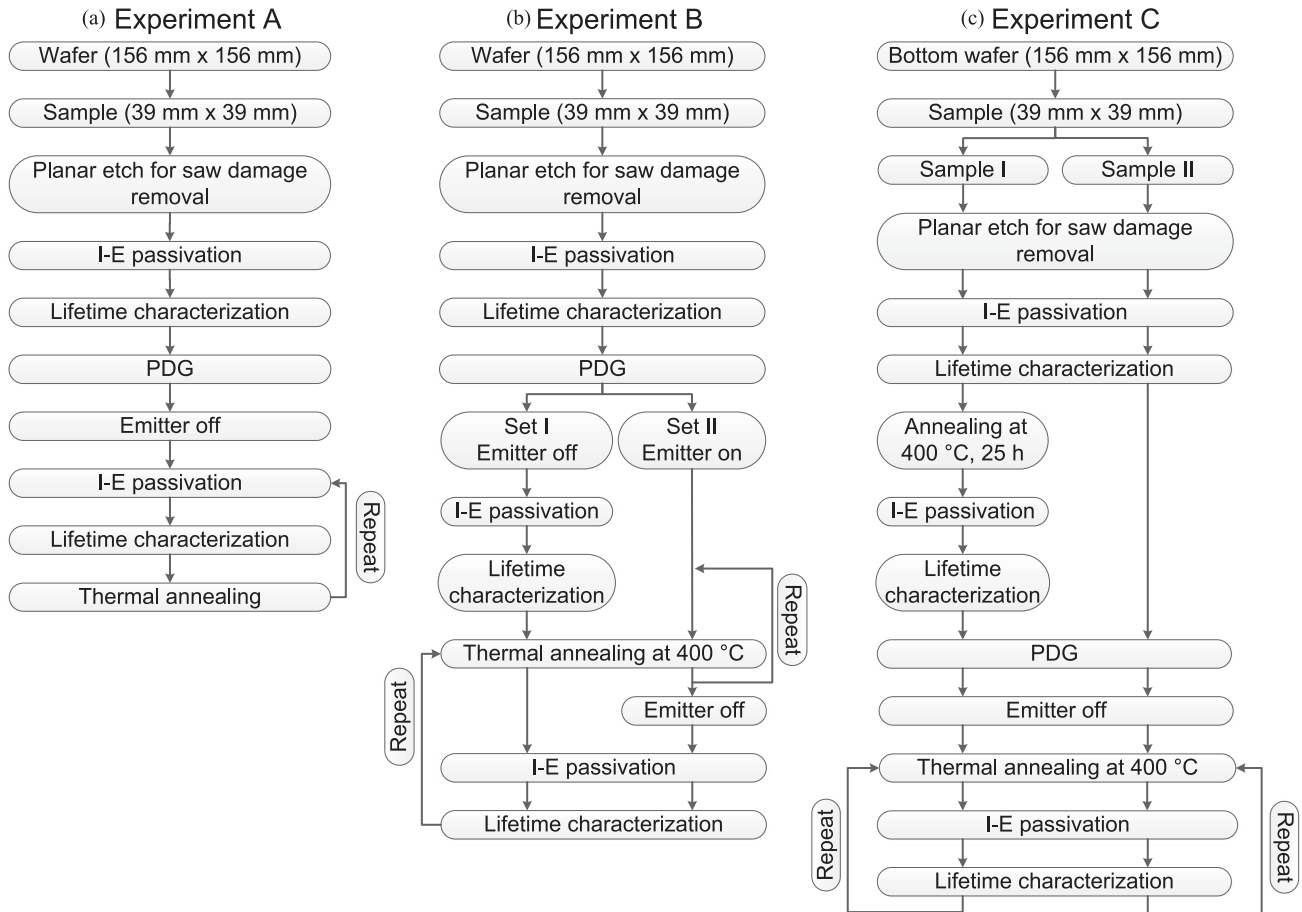 (a) Experiment A
Wafer (156 mm x 156 mm)
Sample (39 mm x 39 mm)
Planar etch for saw damage
removal
I-E passivation
Lifetime characterization
PDG
Emitter off
I-E passivation
Lifetime characterization
Thermal annealing
Repeat
(b) Experiment B
Wafer (156 mm x 156 mm)
Sample (39 mm x 39 mm)
Planar etch for saw damage
removal
I-E passivation
Lifetime characterization
PDG
Set I
Emitter off
Set II
Emitter on
I-E passivation
Lifetime
characterization
Repeat
Thermal annealing at 400 °C
Emitter off
Repeat
I-E passivation
Lifetime characterization
(c) Experiment C
Bottom wafer (156 mm x 156 mm)
Sample (39 mm x 39 mm)
Sample I
Sample II
Planar etch for saw damage
removal
I-E passivation
Lifetime characterization
Annealing at
400 °C, 25 h
I-E passivation
Lifetime
characterization
PDG
Emitter off
Thermal annealing at 400 °C
I-E passivation
Lifetime characterization
Repeat
Repeat